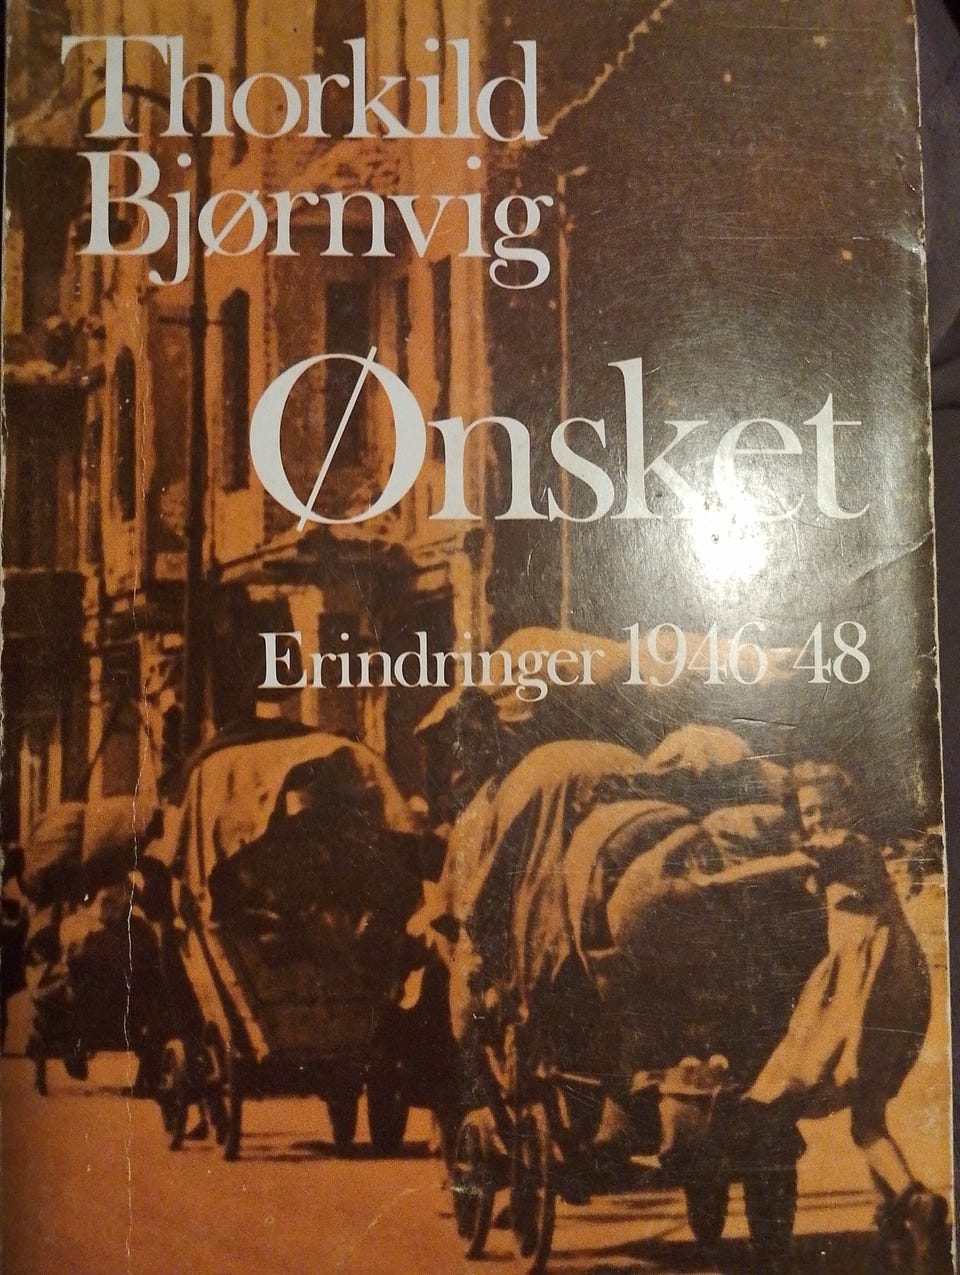 Thorkild
Bjørnvig
Ønsket
Erindringer 1946-48